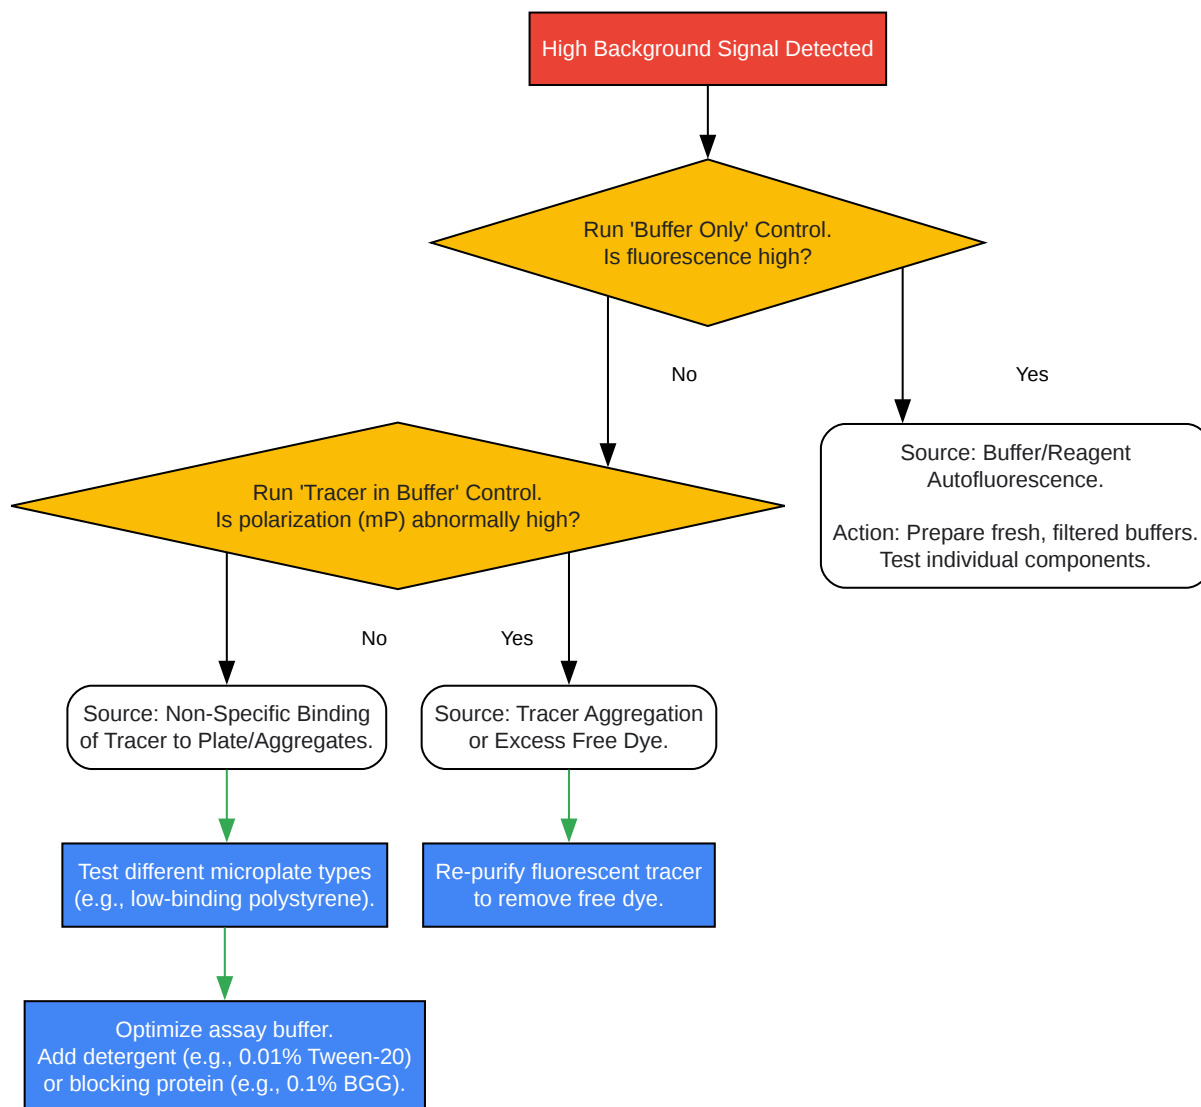 High Background Signal Detected
Run 'Buffer Only' Control.
Is fluorescence high?
No
Yes
Source: Buffer/Reagent
Autofluorescence.
Action: Prepare fresh, filtered buffers.
Test individual components.
Run 'Tracer in Buffer' Control.
Is polarization (mP) abnormally high?
No
Yes
Source: Non-Specific Binding
of Tracer to Plate/Aggregates.
Source: Tracer Aggregation
or Excess Free Dye.
Test different microplate types
(e.g., low-binding polystyrene).
Re-purify fluorescent tracer
to remove free dye.
Optimize assay buffer.
Add detergent (e.g., 0.01% Tween-20)
or blocking protein (e.g., 0.1% BGG).